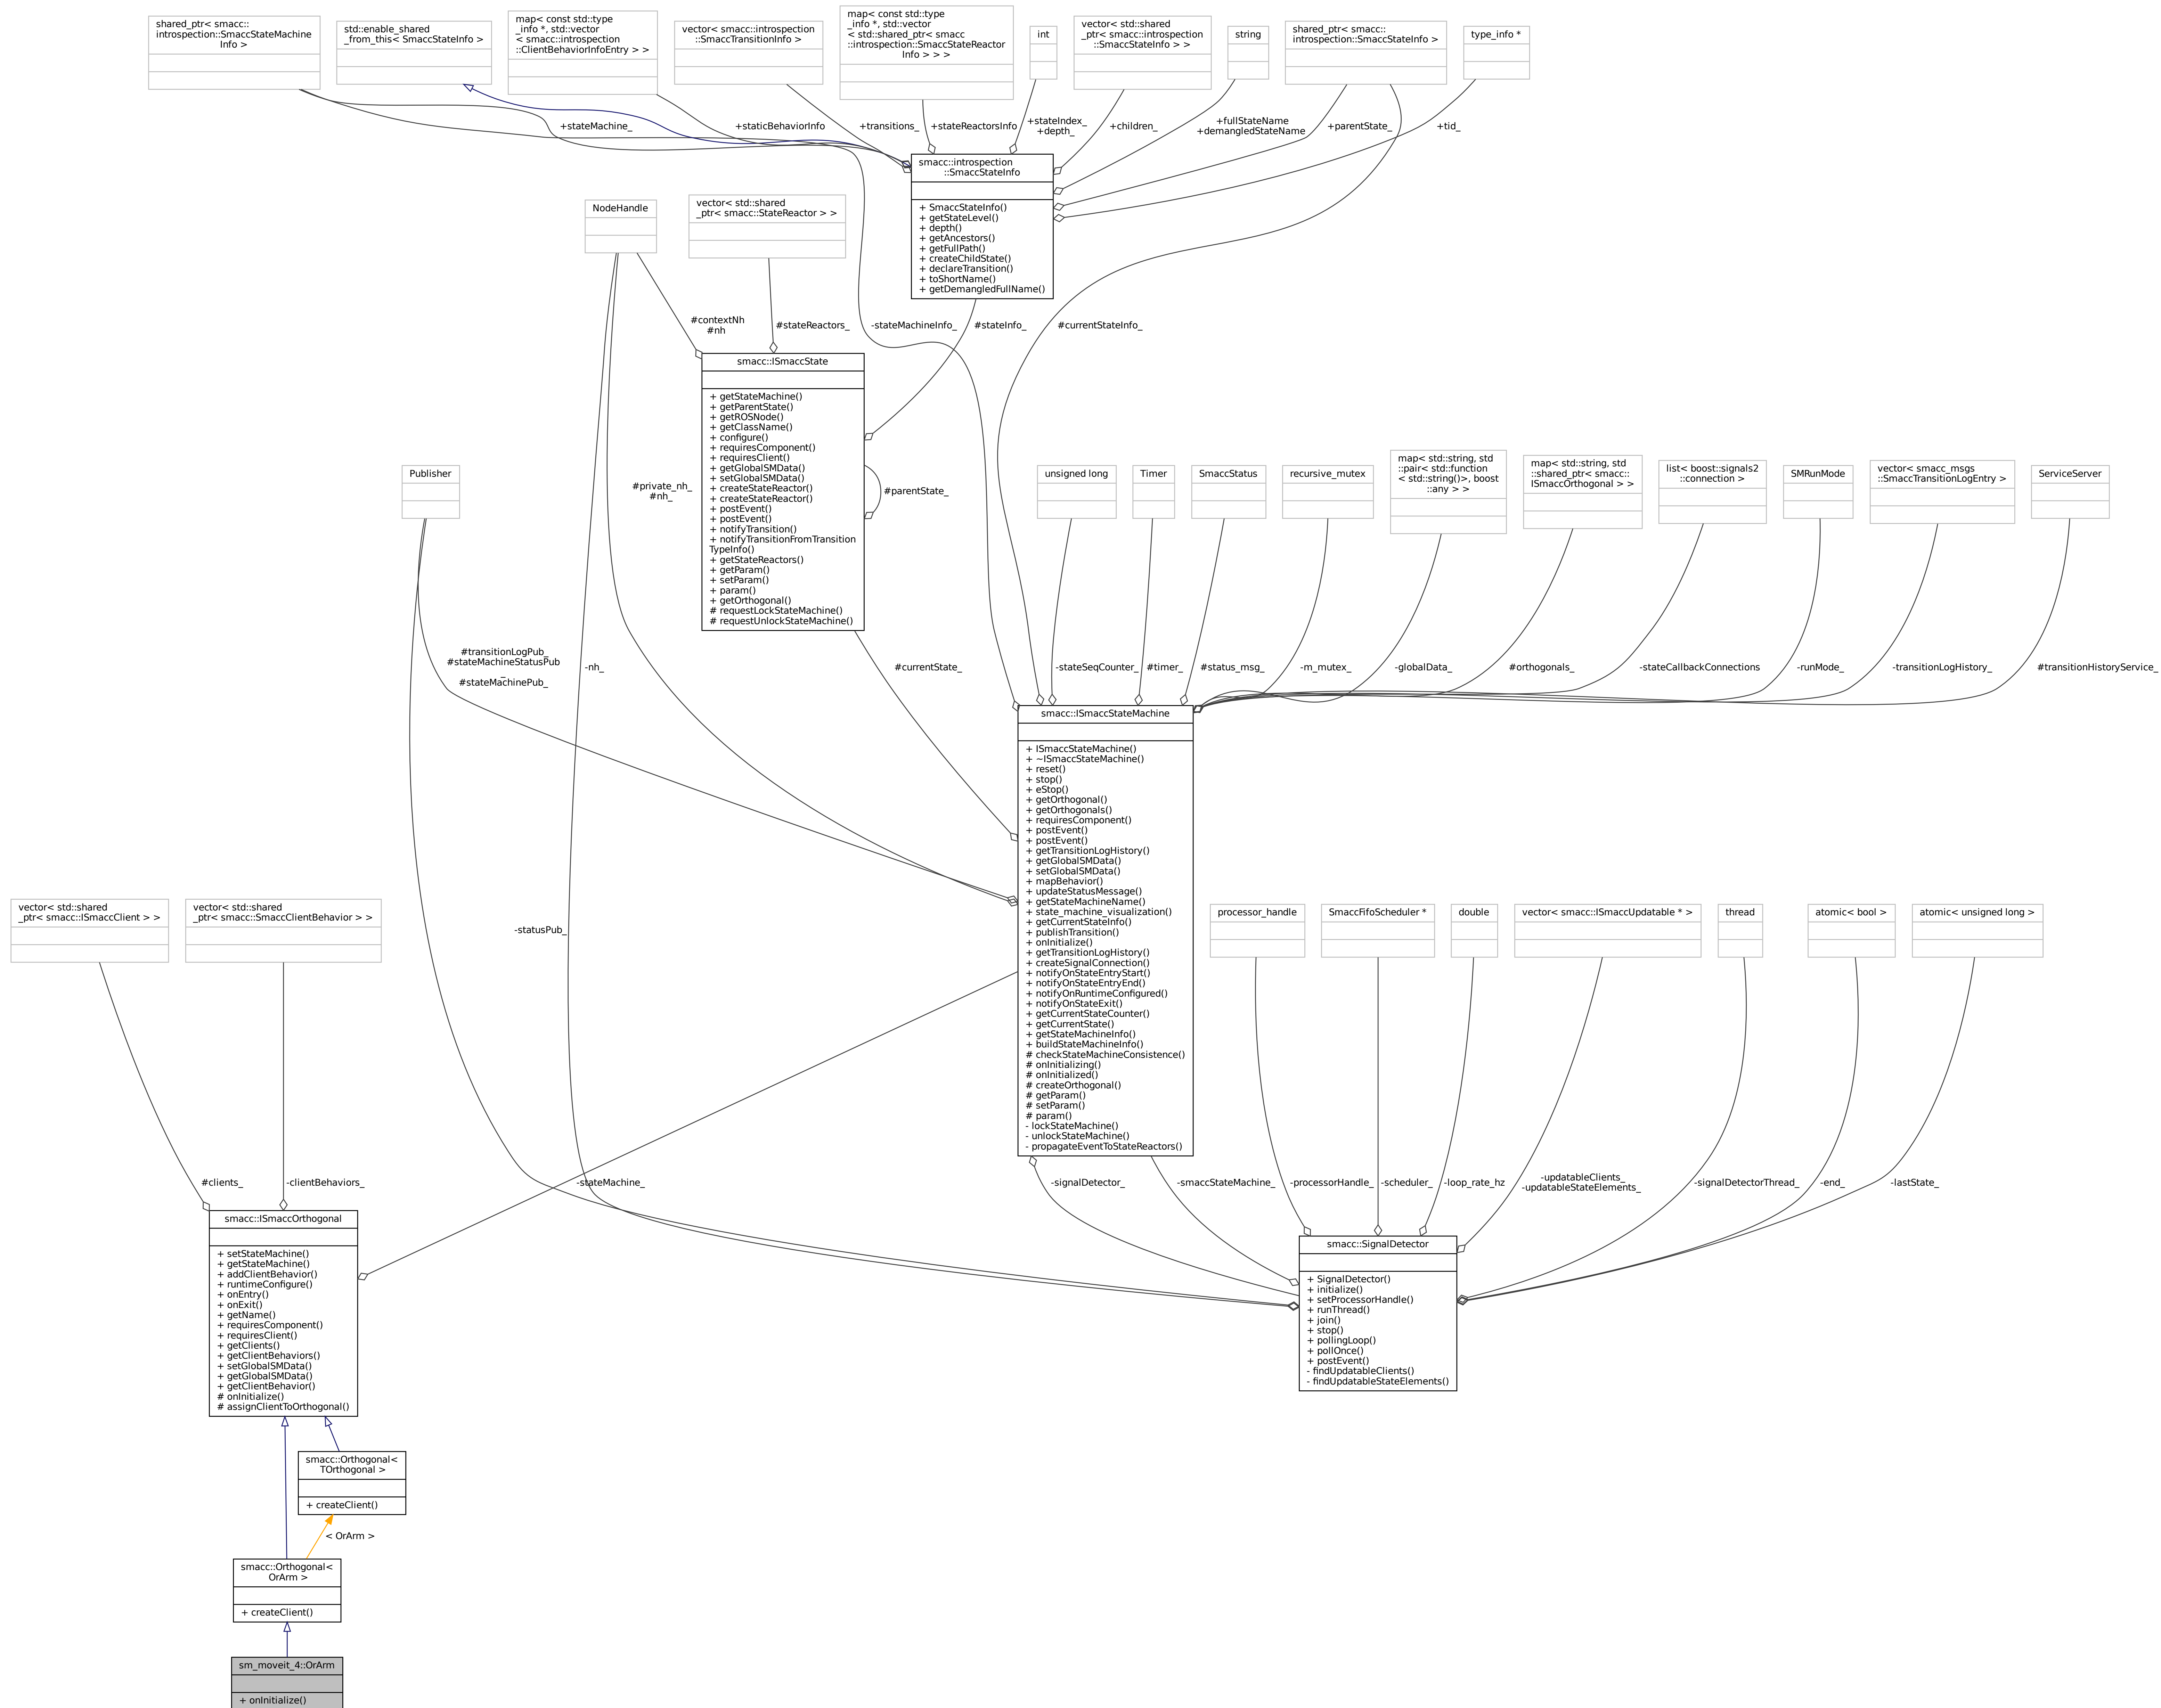 shared_ptr< smacc::
introspection::SmaccStateMachine
Info >
std::enable_shared
_from_this< SmaccStateInfo >
map< const std::type
_info *, std::vector
< smacc::introspection
::ClientBehaviorInfoEntry > >
vector< smacc::introspection
::SmaccTransitionInfo >
map< const std::type
_info *, std::vector
< std::shared_ptr< smacc
::introspection::SmaccStateReactor
Info > > >
int
vector< std::shared
_ptr< smacc::introspection
::SmaccStateInfo > >
string
shared_ptr< smacc::
introspection::SmaccStateInfo >
type_info *
+stateMachine_
+staticBehaviorInfo
+transitions_
+stateReactorsInfo
+stateIndex_
+depth_
+children_
+fullStateName
+demangledStateName
+parentState_
+tid_
smacc::introspection
::SmaccStateInfo
+ SmaccStateInfo()
+ getStateLevel()
+ depth()
+ getAncestors()
+ getFullPath()
+ createChildState()
+ declareTransition()
+ toShortName()
+ getDemangledFullName()
NodeHandle
vector< std::shared
_ptr< smacc::StateReactor > >
#contextNh
#nh
#stateReactors_
-stateMachineInfo_
#stateInfo_
#currentStateInfo_
smacc::ISmaccState
+ getStateMachine()
+ getParentState()
+ getROSNode()
+ getClassName()
+ configure()
+ requiresComponent()
+ requiresClient()
+ getGlobalSMData()
+ setGlobalSMData()
+ createStateReactor()
+ createStateReactor()
+ postEvent()
+ postEvent()
+ notifyTransition()
+ notifyTransitionFromTransition
TypeInfo()
+ getStateReactors()
+ getParam()
+ setParam()
+ param()
+ getOrthogonal()
# requestLockStateMachine()
# requestUnlockStateMachine()
#parentState_
Publisher
#private_nh_
#nh_
unsigned long
Timer
SmaccStatus
recursive_mutex
map< std::string, std
::pair< std::function
< std::string()>, boost
::any > >
map< std::string, std
::shared_ptr< smacc::
ISmaccOrthogonal > >
list< boost::signals2
::connection >
SMRunMode
vector< smacc_msgs
::SmaccTransitionLogEntry >
ServiceServer
#transitionLogPub_
#stateMachineStatusPub
_
#stateMachinePub_
-nh_
#currentState_
-stateSeqCounter_
#timer_
#status_msg_
-m_mutex_
-globalData_
#orthogonals_
-stateCallbackConnections
-runMode_
-transitionLogHistory_
#transitionHistoryService_
smacc::ISmaccStateMachine
+ ISmaccStateMachine()
+ ~ISmaccStateMachine()
+ reset()
+ stop()
+ eStop()
+ getOrthogonal()
+ getOrthogonals()
+ requiresComponent()
+ postEvent()
+ postEvent()
+ getTransitionLogHistory()
+ getGlobalSMData()
+ setGlobalSMData()
+ mapBehavior()
+ updateStatusMessage()
+ getStateMachineName()
+ state_machine_visualization()
+ getCurrentStateInfo()
+ publishTransition()
+ onInitialize()
+ getTransitionLogHistory()
+ createSignalConnection()
+ notifyOnStateEntryStart()
+ notifyOnStateEntryEnd()
+ notifyOnRuntimeConfigured()
+ notifyOnStateExit()
+ getCurrentStateCounter()
+ getCurrentState()
+ getStateMachineInfo()
+ buildStateMachineInfo()
# checkStateMachineConsistence()
# onInitializing()
# onInitialized()
# createOrthogonal()
# getParam()
# setParam()
# param()
- lockStateMachine()
- unlockStateMachine()
- propagateEventToStateReactors()
vector< std::shared
_ptr< smacc::ISmaccClient > >
vector< std::shared
_ptr< smacc::SmaccClientBehavior > >
-statusPub_
processor_handle
SmaccFifoScheduler *
double
vector< smacc::ISmaccUpdatable * >
thread
atomic< bool >
atomic< unsigned long >
#clients_
-clientBehaviors_
-stateMachine_
-signalDetector_
-smaccStateMachine_
-processorHandle_
-scheduler_
-loop_rate_hz
-updatableClients_
-updatableStateElements_
-signalDetectorThread_
-end_
-lastState_
smacc::ISmaccOrthogonal
+ setStateMachine()
+ getStateMachine()
+ addClientBehavior()
+ runtimeConfigure()
+ onEntry()
+ onExit()
+ getName()
+ requiresComponent()
+ requiresClient()
+ getClients()
+ getClientBehaviors()
+ setGlobalSMData()
+ getGlobalSMData()
+ getClientBehavior()
# onInitialize()
# assignClientToOrthogonal()
smacc::SignalDetector
+ SignalDetector()
+ initialize()
+ setProcessorHandle()
+ runThread()
+ join()
+ stop()
+ pollingLoop()
+ pollOnce()
+ postEvent()
- findUpdatableClients()
- findUpdatableStateElements()
smacc::Orthogonal<
TOrthogonal >
+ createClient()
< OrArm >
smacc::Orthogonal<
OrArm >
+ createClient()
sm_moveit_4::OrArm
+ onInitialize()